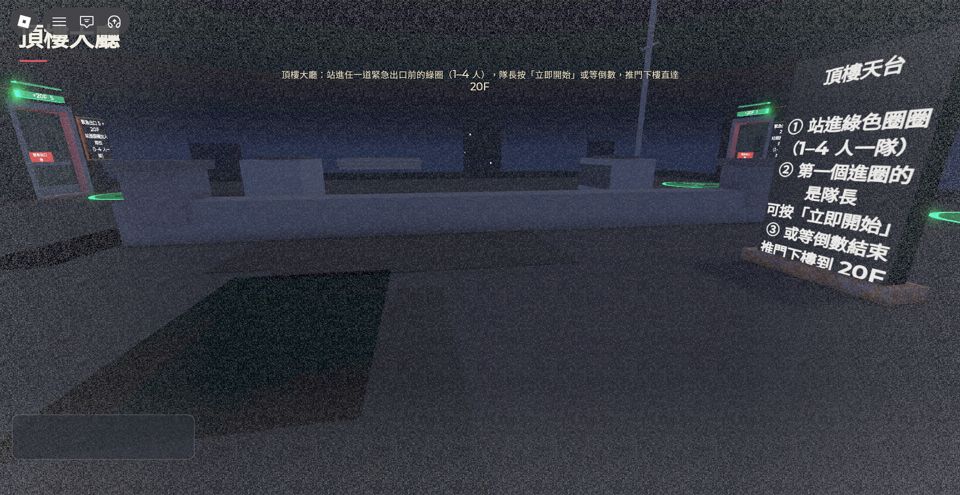 頂樓大廳
頂樓大廳：站進任一道緊急出口前的綠圈（1–4 人），隊長按「立即開始」或等倒數，推門下樓直達
20F
頂樓天台
① 站進綠色圈圈
（1–4 人一隊）
② 第一個進圈的
是隊長
可按「立即開始」
③ 或等倒數結束
推門下樓到 20F